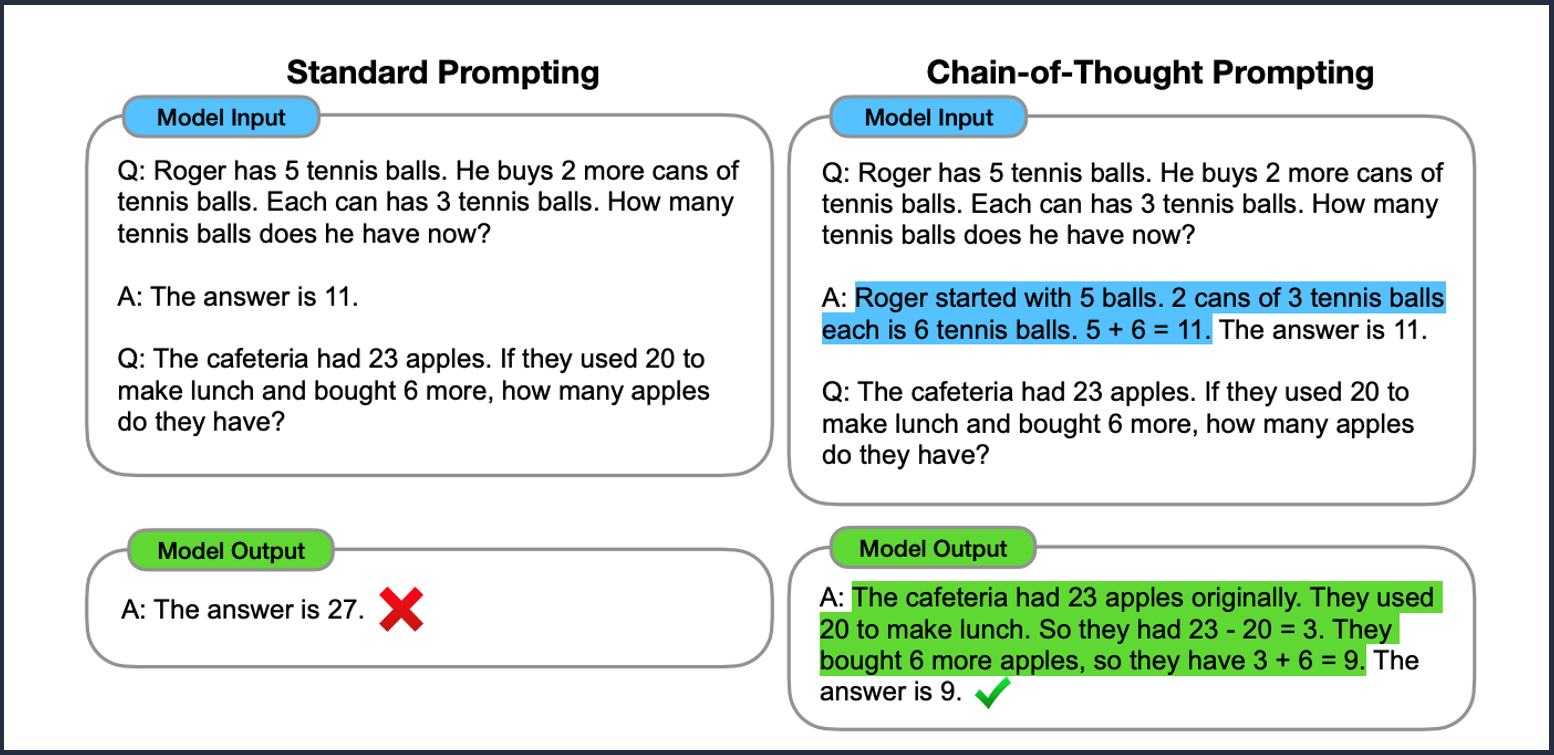 Standard Prompting
Model Input
Q: Roger has 5 tennis balls. He buys 2 more cans of
tennis balls. Each can has 3 tennis balls. How many
tennis balls does he have now?
A: The answer is 11.
Q: The cafeteria had 23 apples. If they used 20 to
make lunch and bought 6 more, how many apples
do they have?
Model Output
A: The answer is 27.
Chain-of-Thought Prompting
Model Input
Q: Roger has 5 tennis balls. He buys 2 more cans of
tennis balls. Each can has 3 tennis balls. How many
tennis balls does he have now?
A: Roger started with 5 balls. 2 cans of 3 tennis balls
each is 6 tennis balls. 5 + 6 = 11. The answer is 11.
Q: The cafeteria had 23 apples. If they used 20 to
make lunch and bought 6 more, how many apples
do they have?
Model Output
A: The cafeteria had 23 apples originally. They used
20 to make lunch. So they had 23 - 20 = 3. They
bought 6 more apples, so they have 3 + 6 = 9. The
answer is 9.